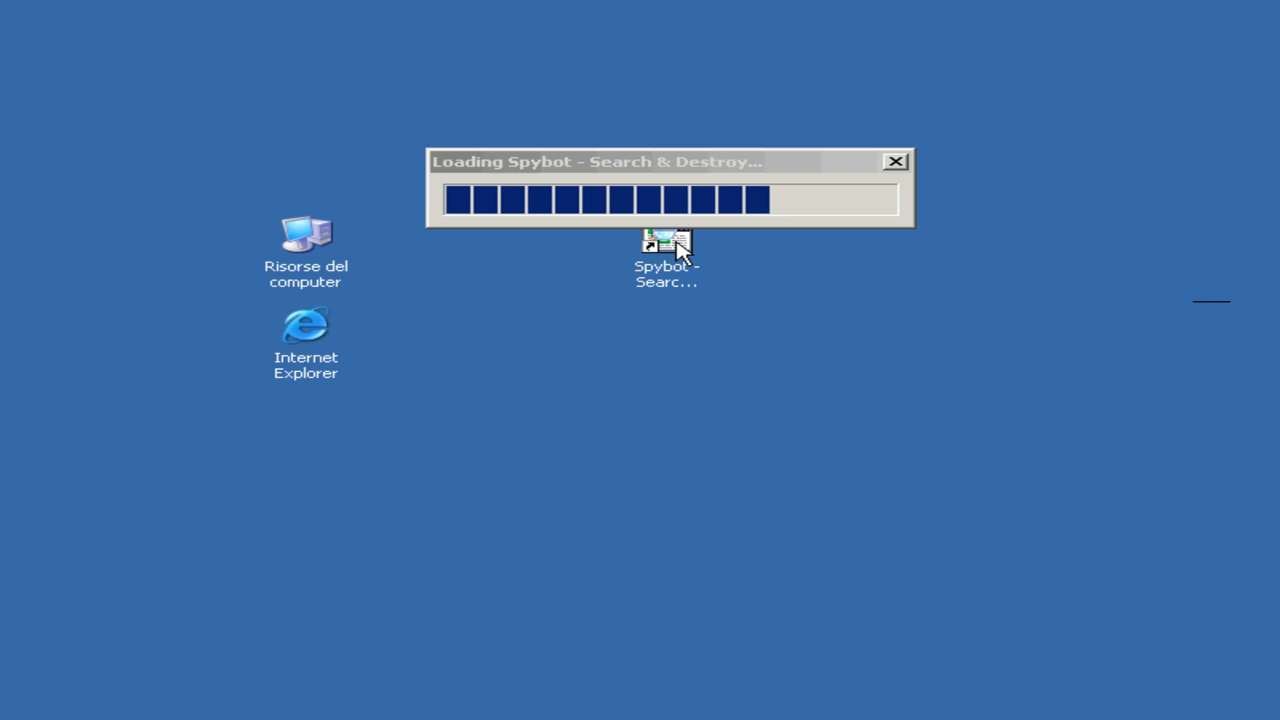 Loading Spybot - Search & Destroy...
Risorse del
computer
Spybot -
Searc...
Internet
Explorer